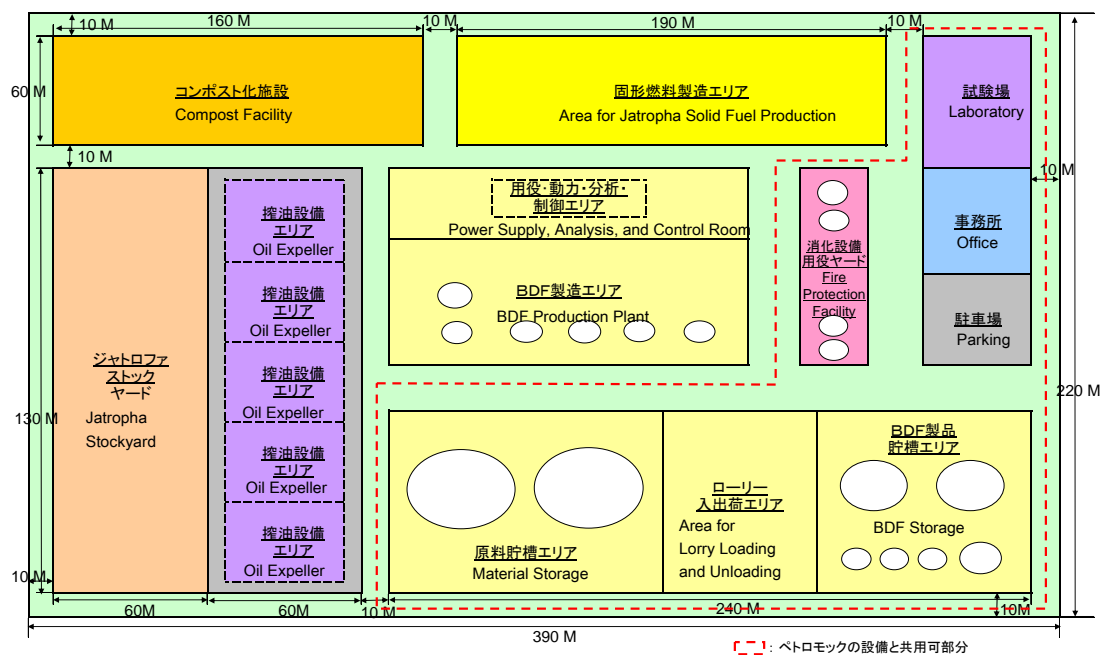 160 M
10 M
10 M
190 M
10 M
60 M
コンポスト化施設
Compost Facility
固形燃料製造エリア
Area for Jatropha Solid Fuel Production
試験場
Laboratory
10 M
10 M
搾油設備
エリア
Oil Expeller
搾油設備
エリア
Oil Expeller
搾油設備
エリア
Oil Expeller
搾油設備
エリア
Oil Expeller
搾油設備
エリア
Oil Expeller
用役・動力・分析・
制御エリア
Power Supply, Analysis, and Control Room
BDF製造エリア
BDF Production Plant
消化設備
用役ヤード
Fire
Protection
Facility
事務所
Office
駐車場
Parking
ジャトロファ
ストック
ヤード
Jatropha
Stockyard
130 M
220 M
原料貯槽エリア
Material Storage
ローリー
入出荷エリア
Area for
Lorry Loading
and Unloading
BDF製品
貯槽エリア
BDF Storage
10 M
60M
60M
10 M
240 M
10M
390 M
：ペトロモックの設備と共用可部分